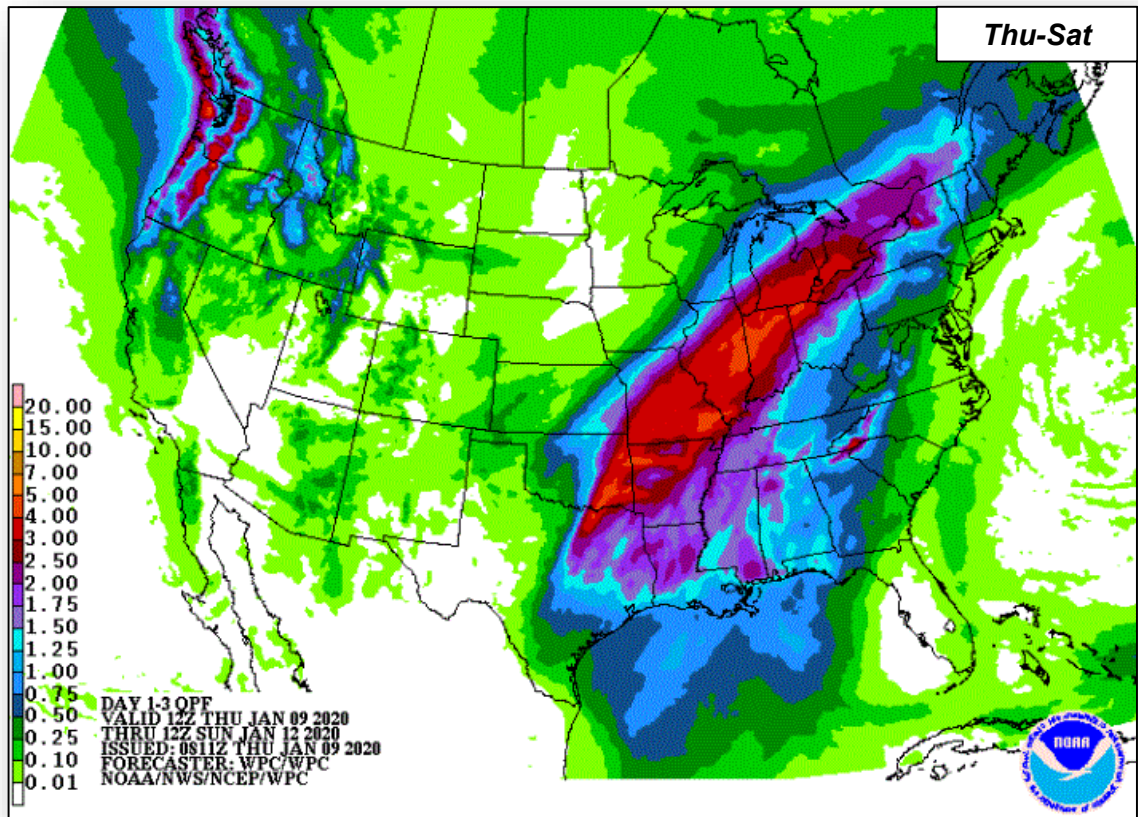 Thu-Sat
20.00
15.00
10.00
7.00
5.00
4.00
3.00
2.50
2.00
1.75
1.50
1.25
1.00
0.75
0.50
0.25
0.10
0.01
DAY 1-3 QPF
VALID 12Z THU JAN 09 2020
THRU 12Z SUN JAN 12 2020
ISSUED: 0811Z THU JAN 09 2020
FORECASTER: WPC/WPC
NOAA/NWS/NCEP/WPC
NOAA